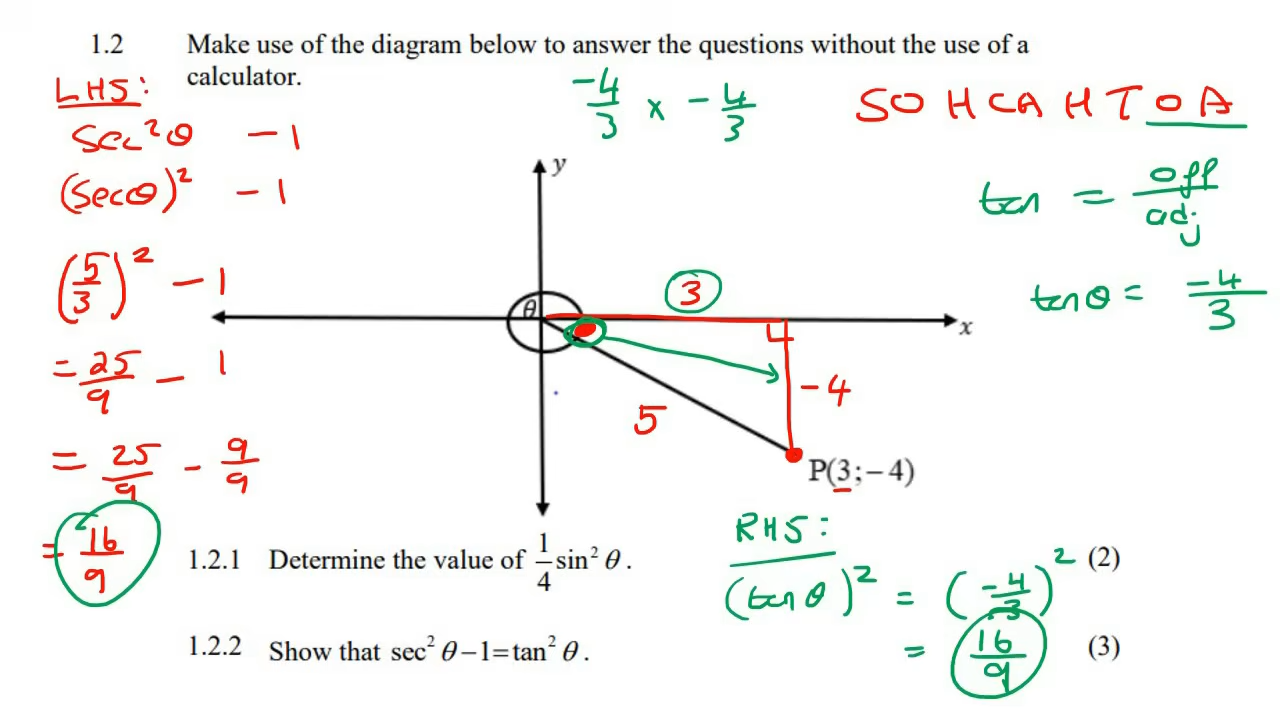 1.2 Make use of the diagram below to answer the questions without the use of a
calculator.
LHS:
sec²θ - 1
(secθ)² - 1
(5/3)² - 1
= 25/9 - 1
= 25/9 - 9/9
= 16/9
-4/3 x -4/3
SOHCAHTOA
tan = opp/adj
tanθ = -4/3
y
θ
3
x
-4
5
P(3;−4)
RHS:
(tanθ)² = (-4/3)²
= 16/9
1.2.1 Determine the value of 1/4 sin² θ. (2)
1.2.2 Show that sec² θ−1=tan² θ. (3)